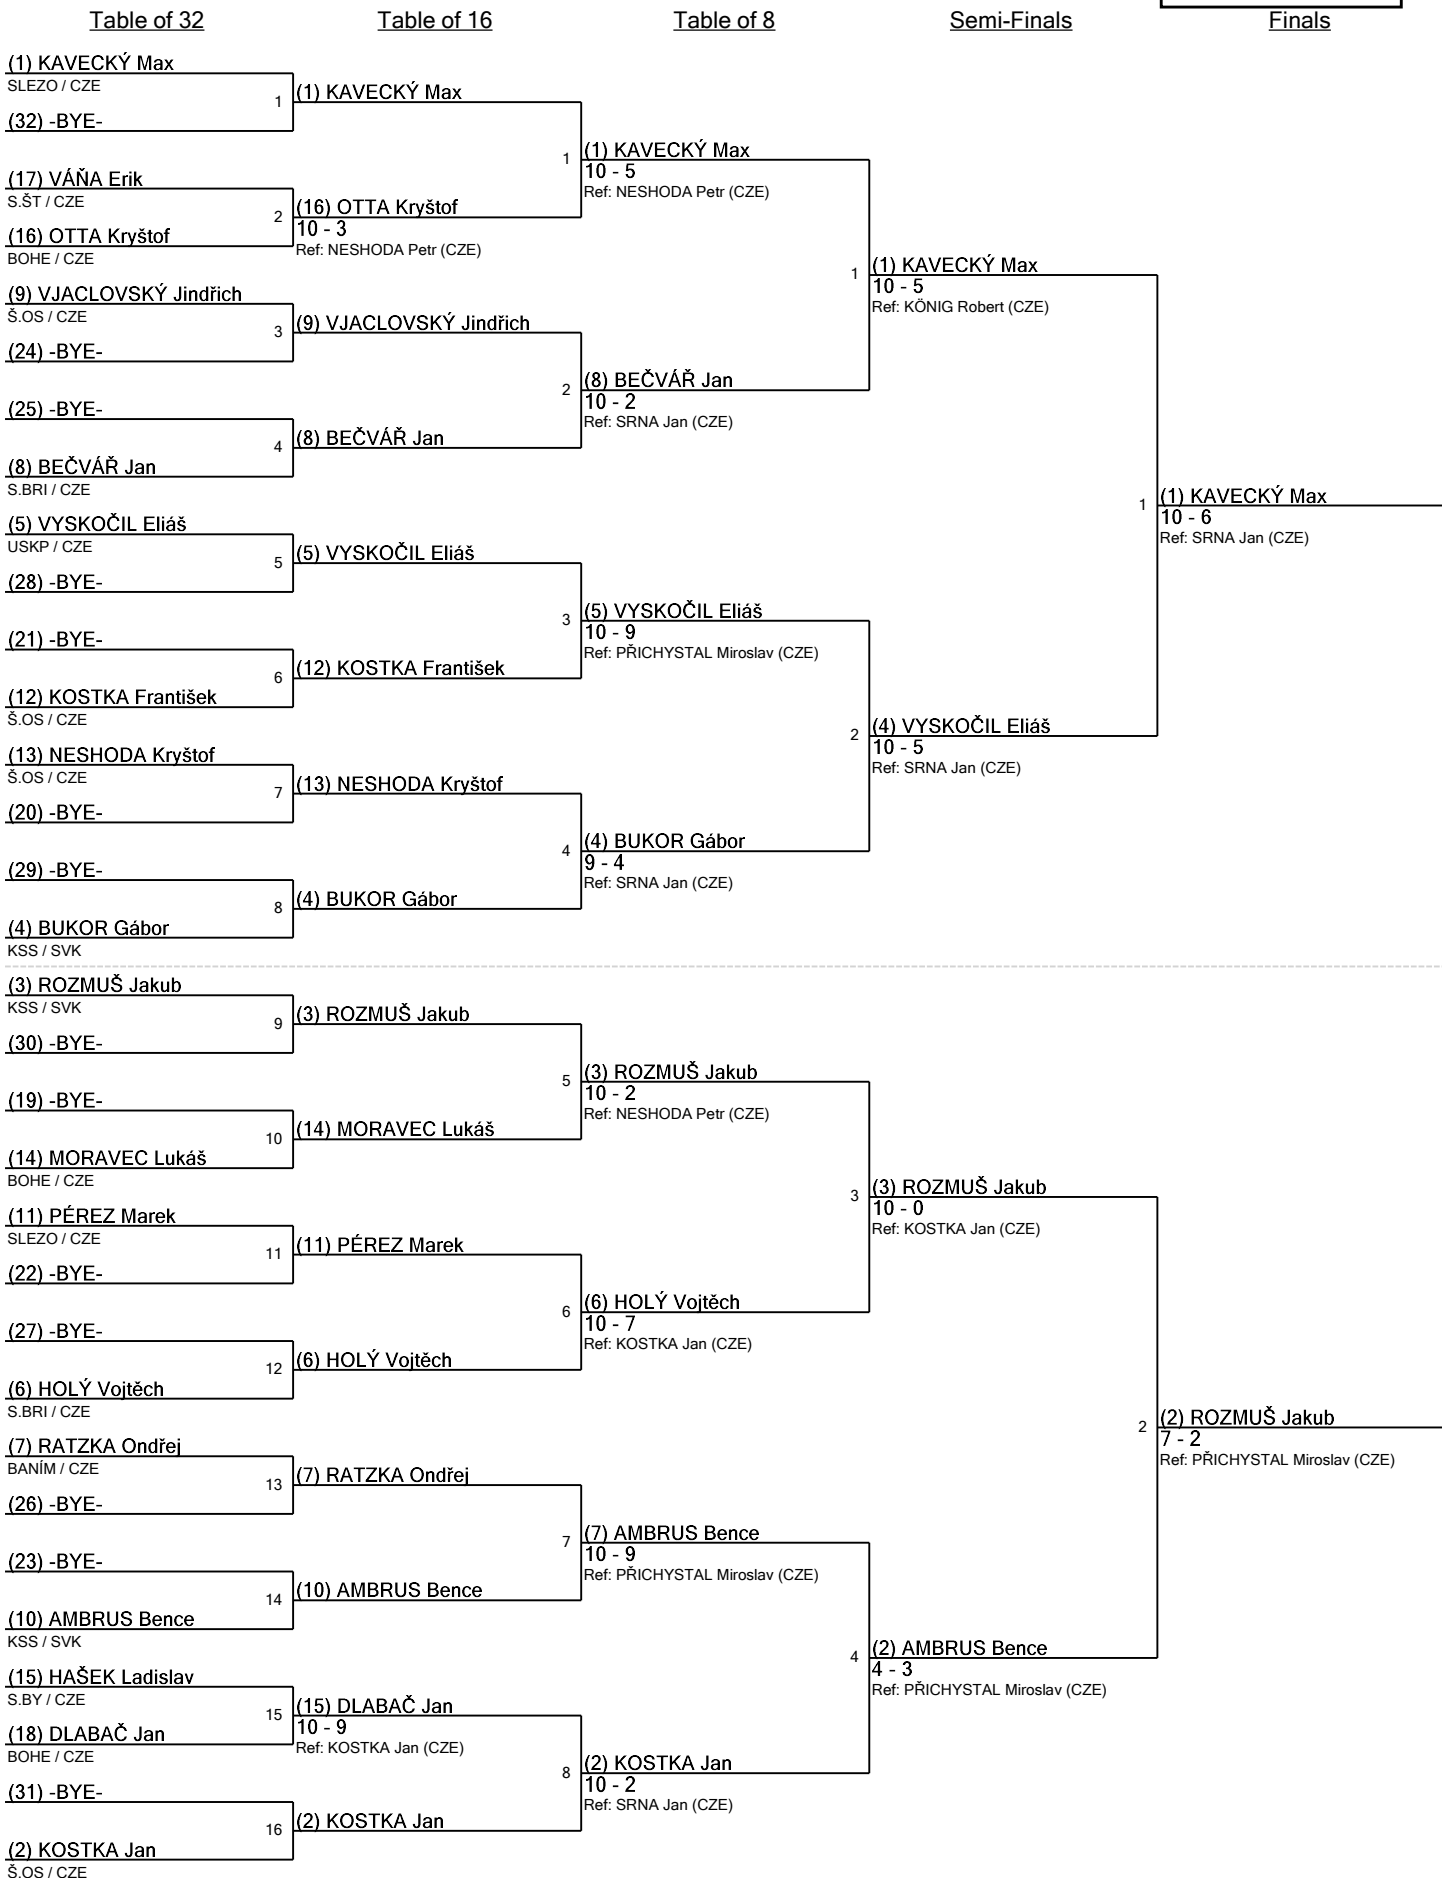 Table of 32
Table of 16
Table of 8
Semi-Finals
Finals
(1) KAVECKÝ Max
SLEZO / CZE
(32) -BYE-
(17) VÁŇA Erik
S.ŠT / CZE
(16) OTTA Kryštof
BOHE / CZE
(9) VJACLOVSKÝ Jindřich
Š.OS / CZE
(24) -BYE-
(25) -BYE-
(8) BEČVÁŘ Jan
S.BRI / CZE
(5) VYSKOČIL Eliáš
USKP / CZE
(28) -BYE-
(21) -BYE-
(12) KOSTKA František
Š.OS / CZE
(13) NESHODA Kryštof
Š.OS / CZE
(20) -BYE-
(29) -BYE-
(4) BUKOR Gábor
KSS / SVK
(3) ROZMUŠ Jakub
KSS / SVK
(30) -BYE-
(19) -BYE-
(14) MORAVEC Lukáš
BOHE / CZE
(11) PÉREZ Marek
SLEZO / CZE
(22) -BYE-
(27) -BYE-
(6) HOLÝ Vojtěch
S.BRI / CZE
(7) RATZKA Ondřej
BANÍM / CZE
(26) -BYE-
(23) -BYE-
(10) AMBRUS Bence
KSS / SVK
(15) HAŠEK Ladislav
S.BY / CZE
(18) DLABAČ Jan
BOHE / CZE
(31) -BYE-
(2) KOSTKA Jan
Š.OS / CZE
1 (1) KAVECKÝ Max
2 (16) OTTA Kryštof
10 - 3
Ref: NESHODA Petr (CZE)
3 (9) VJACLOVSKÝ Jindřich
4 (8) BEČVÁŘ Jan
5 (5) VYSKOČIL Eliáš
6 (12) KOSTKA František
7 (13) NESHODA Kryštof
8 (4) BUKOR Gábor
9 (3) ROZMUŠ Jakub
10 (14) MORAVEC Lukáš
11 (11) PÉREZ Marek
12 (6) HOLÝ Vojtěch
13 (7) RATZKA Ondřej
14 (10) AMBRUS Bence
15 (15) DLABAČ Jan
10 - 9
Ref: KOSTKA Jan (CZE)
16 (2) KOSTKA Jan
1 (1) KAVECKÝ Max
10 - 5
Ref: NESHODA Petr (CZE)
2 (8) BEČVÁŘ Jan
10 - 2
Ref: SRNA Jan (CZE)
3 (5) VYSKOČIL Eliáš
10 - 9
Ref: PŘICHYSTAL Miroslav (CZE)
4 (4) BUKOR Gábor
9 - 4
Ref: SRNA Jan (CZE)
5 (3) ROZMUŠ Jakub
10 - 2
Ref: NESHODA Petr (CZE)
6 (6) HOLÝ Vojtěch
10 - 7
Ref: KOSTKA Jan (CZE)
7 (7) AMBRUS Bence
10 - 9
Ref: PŘICHYSTAL Miroslav (CZE)
8 (2) KOSTKA Jan
10 - 2
Ref: SRNA Jan (CZE)
1 (1) KAVECKÝ Max
10 - 5
Ref: KÖNIG Robert (CZE)
2 (4) VYSKOČIL Eliáš
10 - 5
Ref: SRNA Jan (CZE)
3 (3) ROZMUŠ Jakub
10 - 0
Ref: KOSTKA Jan (CZE)
4 (2) AMBRUS Bence
4 - 3
Ref: PŘICHYSTAL Miroslav (CZE)
1 (1) KAVECKÝ Max
10 - 6
Ref: SRNA Jan (CZE)
2 (2) ROZMUŠ Jakub
7 - 2
Ref: PŘICHYSTAL Miroslav (CZE)